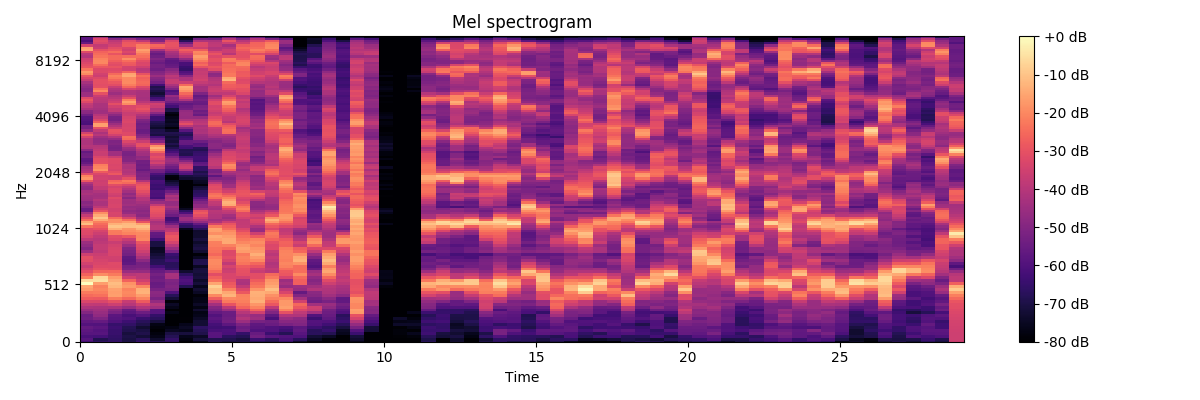 Mel spectrogram
+0 dB
8192
-10 dB
4096
-20 dB
-30 dB
2048
Hz
-40 dB
1024
-50 dB
512
-60 dB
-70 dB
0
-80 dB
0 5 10 15 20 25
Time